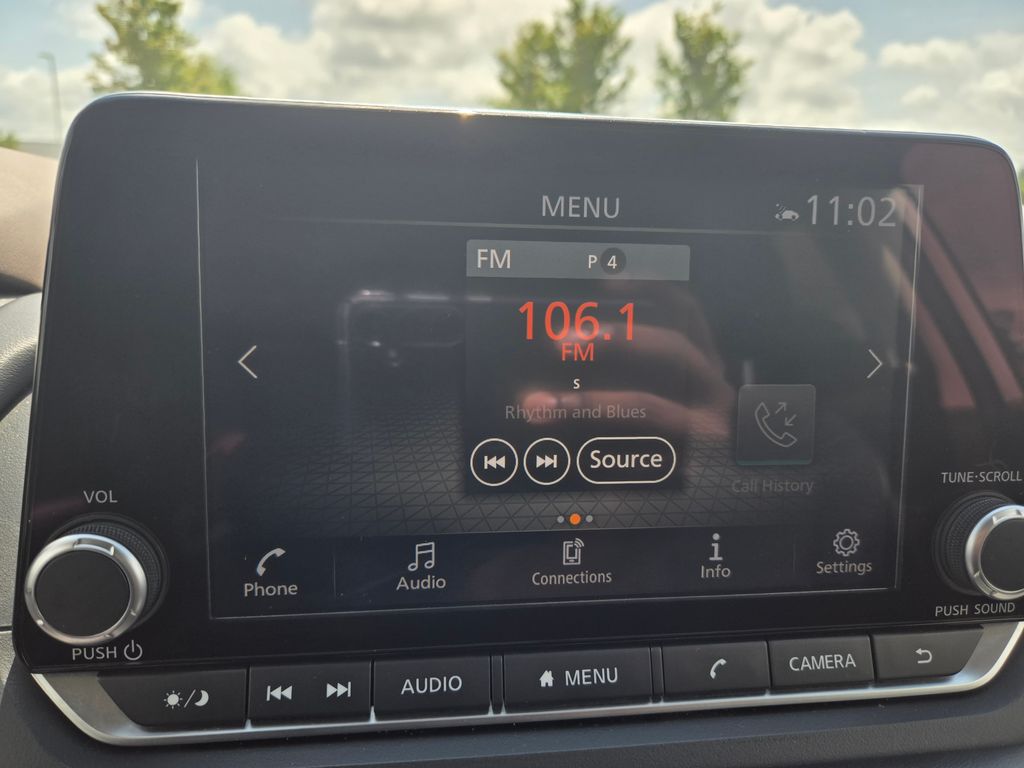 MENU
11:02
FM P 4
106.1
FM
s
Rhythm and Blues
Source
Call History
VOL
TUNE·SCROLL
Phone
Audio
Connections
Info
Settings
PUSH
PUSH SOUND
AUDIO
MENU
CAMERA